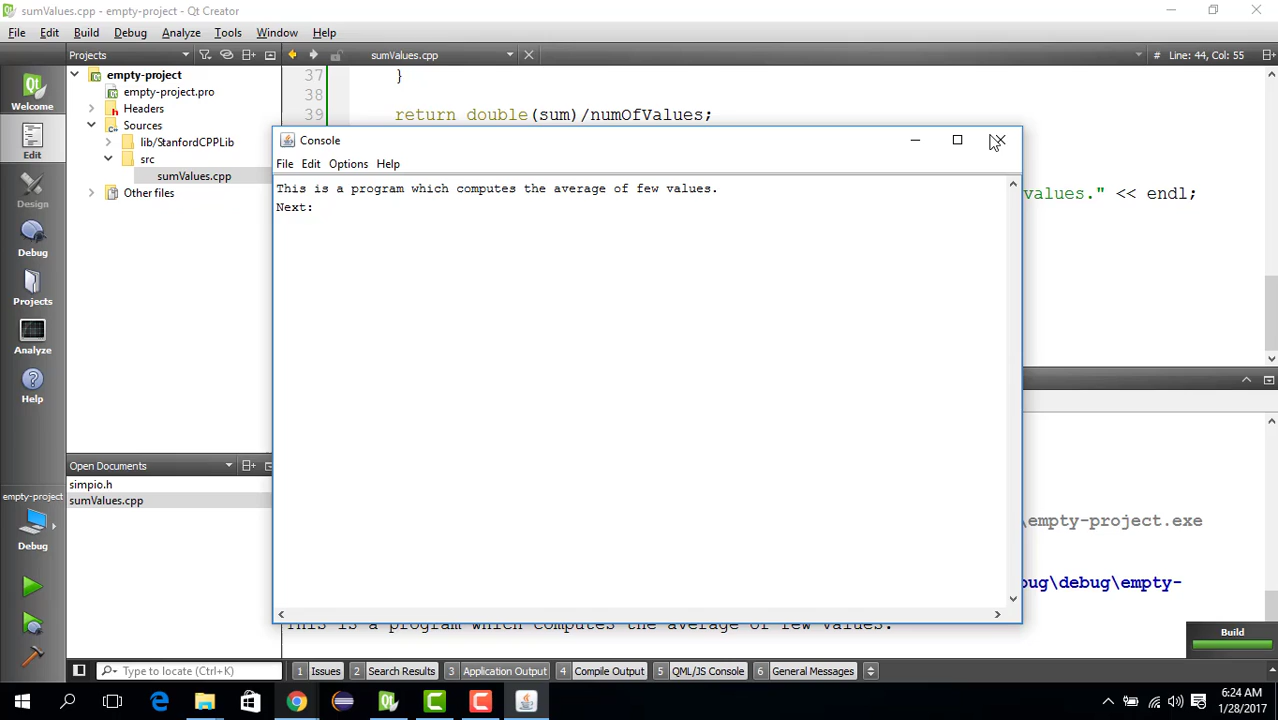 sumValues.cpp - empty-project - Qt Creator
File Edit Build Debug Analyze Tools Window Help
Projects
sumValues.cpp
# Line: 44, Col: 55
Welcome
Edit
Design
Debug
Projects
Analyze
Help
empty-project
empty-project.pro
Headers
Sources
lib/StanfordCPPLib
src
sumValues.cpp
Other files
37 }
38
39 return double(sum)/numOfValues;
values." << endl;
Console
File Edit Options Help
This is a program which computes the average of few values.
Next:
Open Documents
simpio.h
sumValues.cpp
empty-project
Debug
\empty-project.exe
bug\debug\empty-
This is a program which computes the average of few values.
Build
Type to locate (Ctrl+K)
1 Issues 2 Search Results 3 Application Output 4 Compile Output 5 QML/JS Console 6 General Messages
6:24 AM
1/28/2017